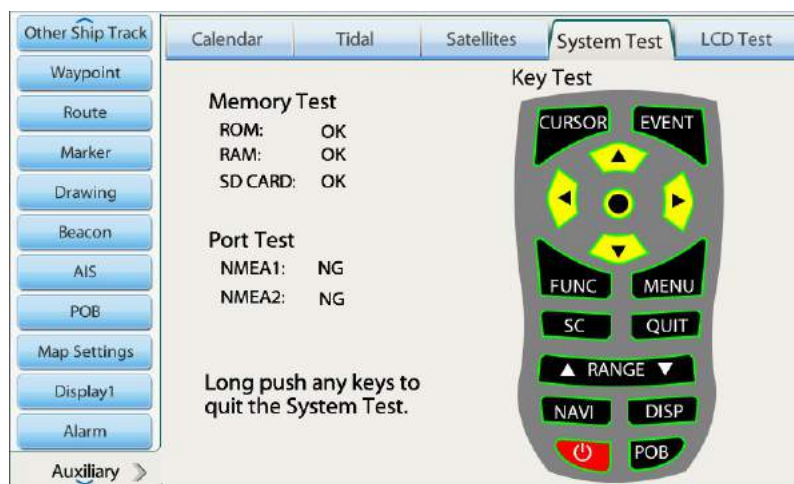 Other Ship Track
Waypoint
Route
Marker
Drawing
Beacon
AIS
POB
Map Settings
Display1
Alarm
Auxiliary
Calendar
Tidal
Satellites
System Test
LCD Test
Memory Test
ROM: OK
RAM: OK
SD CARD: OK
Port Test
NMEA1: NG
NMEA2: NG
Long push any keys to
quit the System Test.
Key Test
CURSOR EVENT
FUNC MENU
SC QUIT
▲ RANGE ▼
NAVI DISP
POB